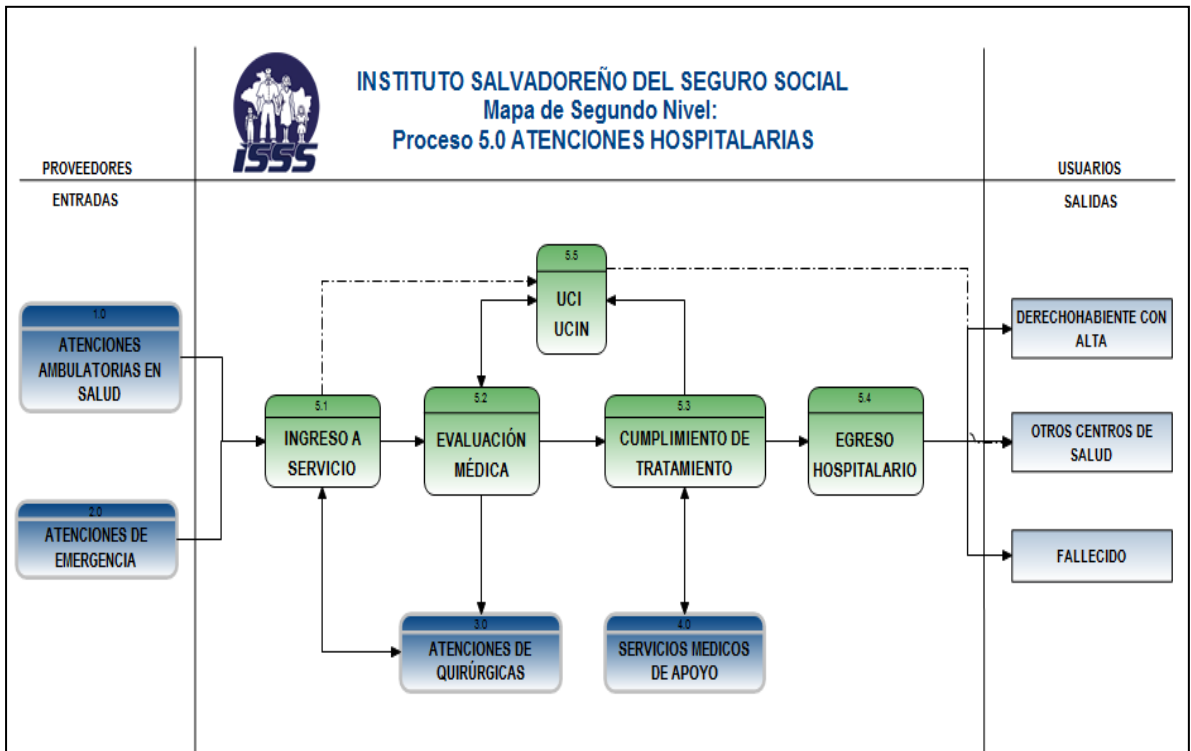 INSTITUTO SALVADOREÑO DEL SEGURO SOCIAL
Mapa de Segundo Nivel:
Proceso 5.0 ATENCIONES HOSPITALARIAS
ISSS
PROVEEDORES
USUARIOS
ENTRADAS
SALIDAS
5.5
UCI
UCIN
1.0
ATENCIONES
AMBULATORIAS EN
SALUD
DERECHOHABIENTE CON
ALTA
5.1
INGRESO A
SERVICIO
5.2
EVALUACIÓN
MÉDICA
5.3
CUMPLIMIENTO DE
TRATAMIENTO
5.4
EGRESO
HOSPITALARIO
OTROS CENTROS DE
SALUD
2.0
ATENCIONES DE
EMERGENCIA
FALLECIDO
3.0
ATENCIONES DE
QUIRÚRGICAS
4.0
SERVICIOS MEDICOS
DE APOYO